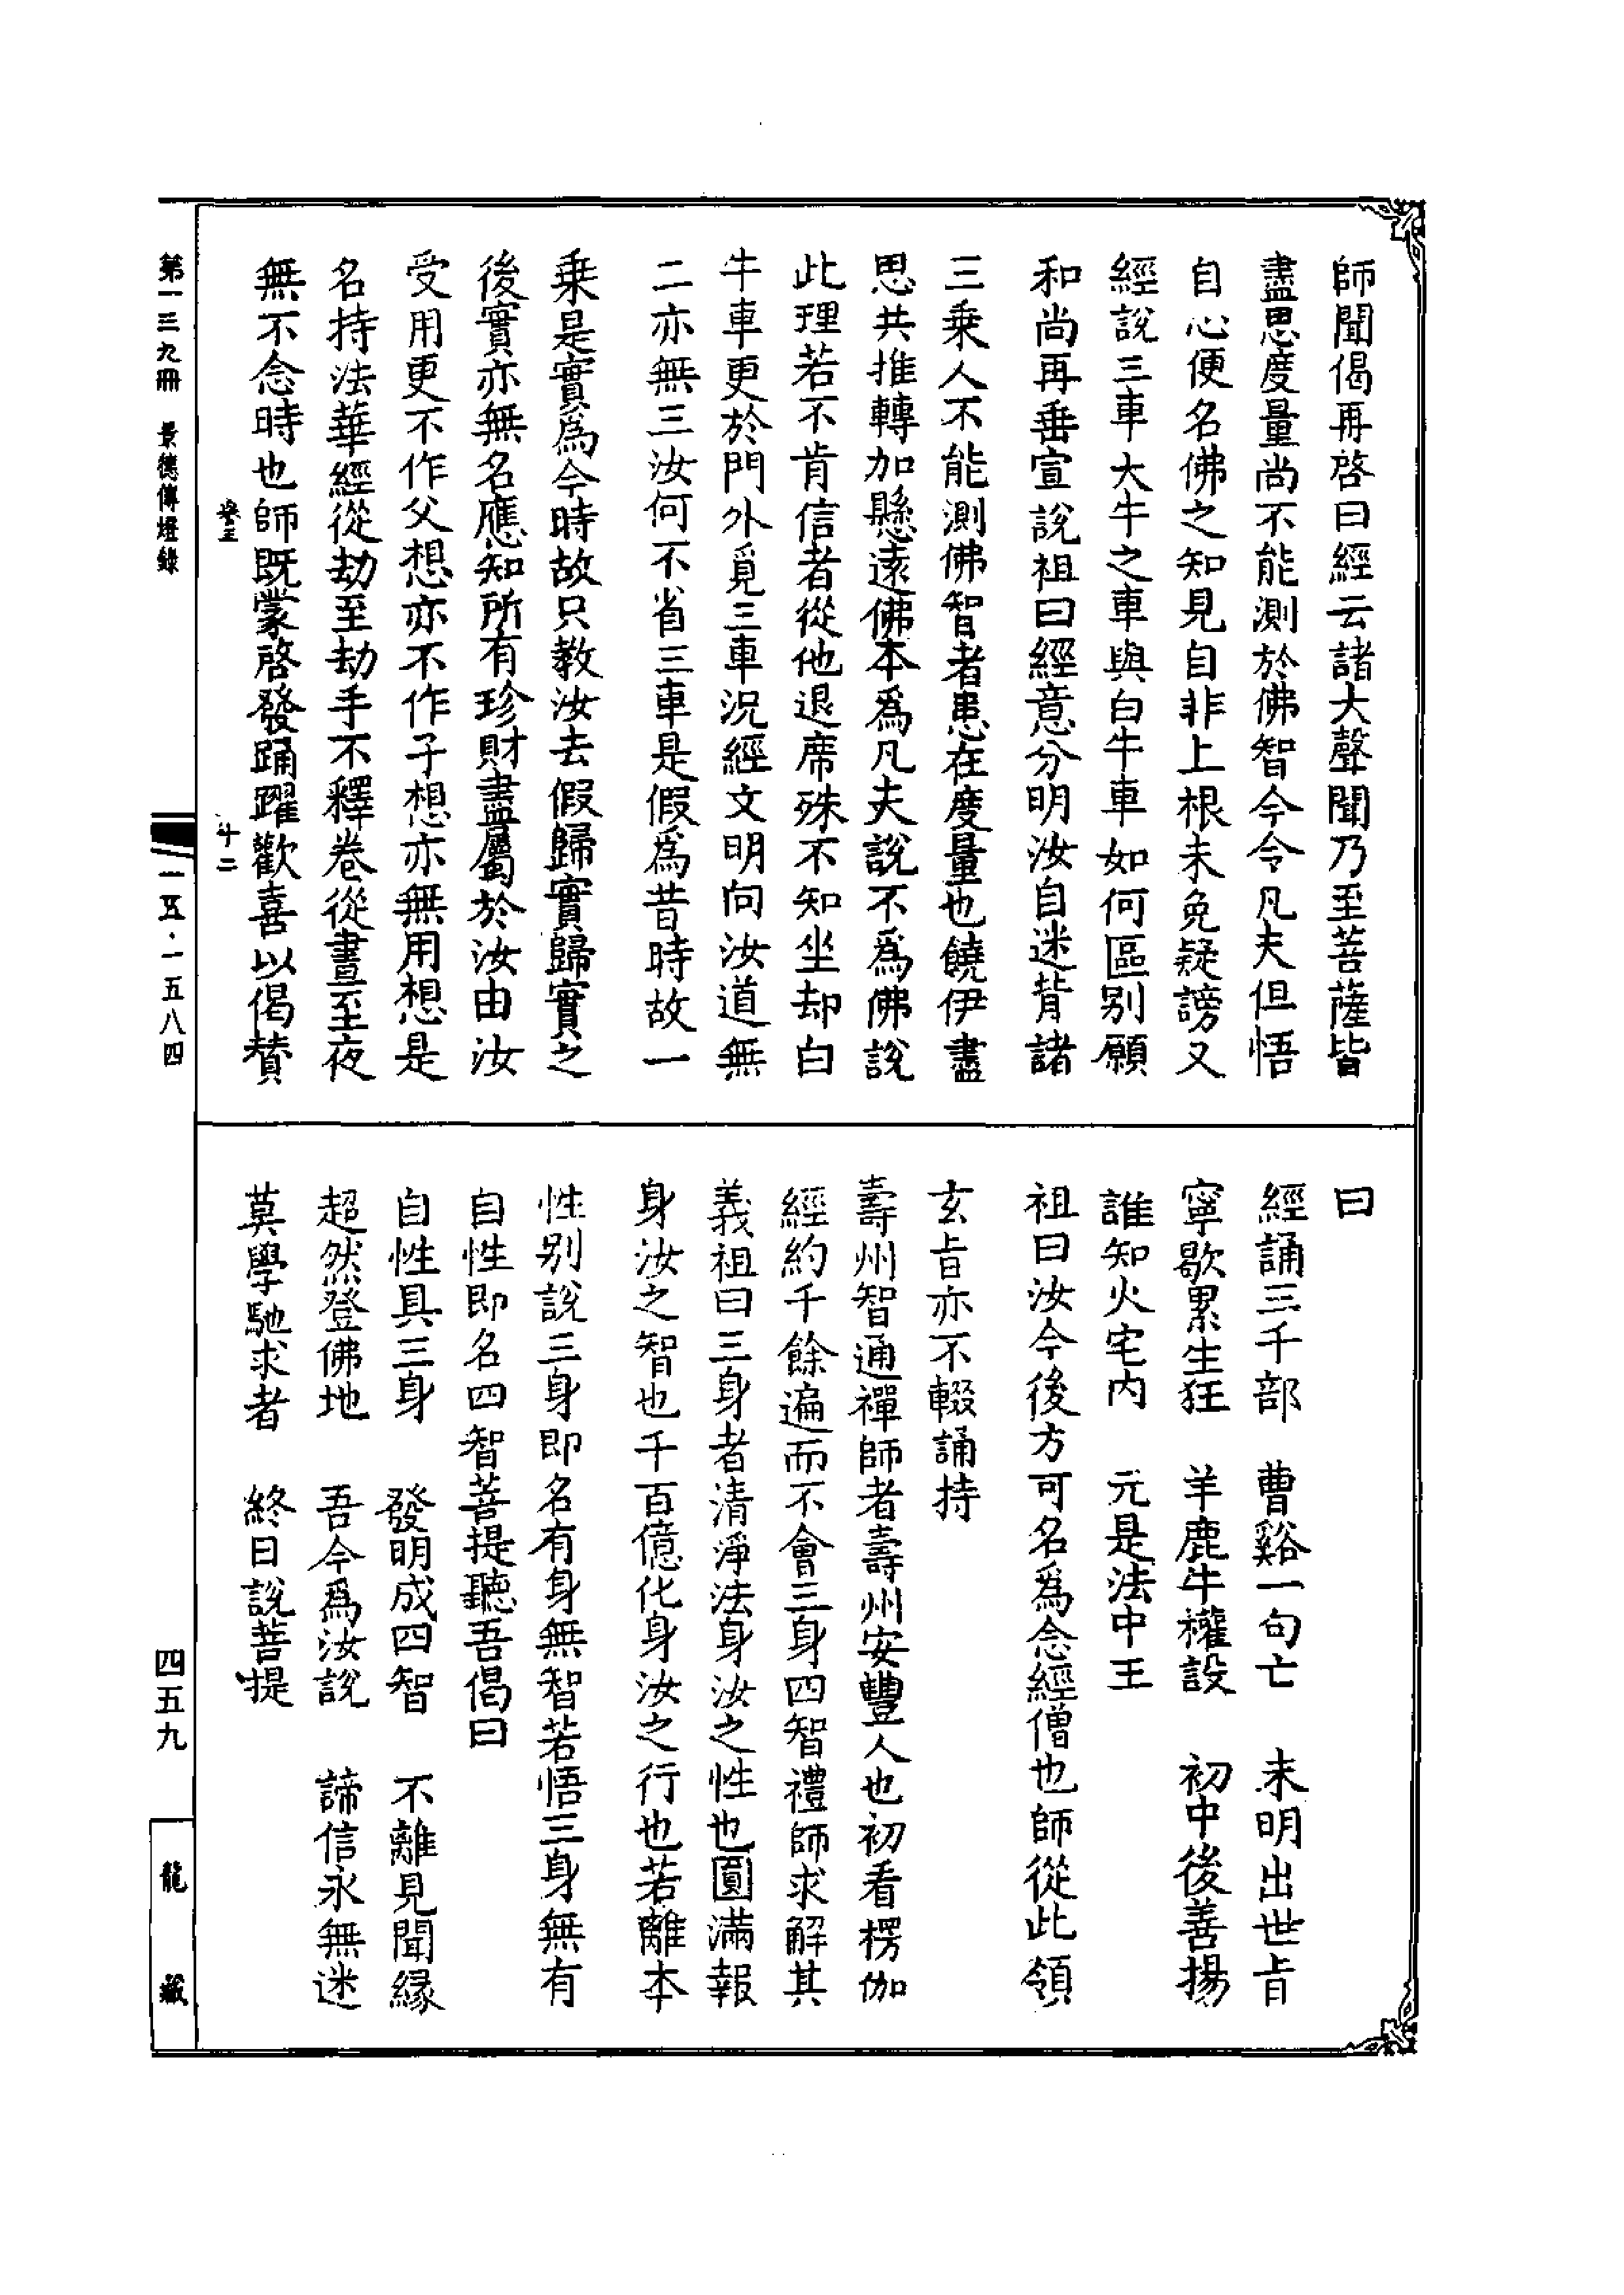 師聞偈再啓曰經云諸大聲聞乃至菩薩皆
盡思度量尚不能測於佛智今令凡夫但悟
自心便名佛之知見自非上根未免疑謗又
經說三車大牛之車與白牛車如何區別願
和尚再垂宣說祖曰經意分明汝自迷背諸
三乗人不能測佛智者患在度量也饒伊盡
思共推轉加懸遠佛本爲凡夫說不爲佛說
此理若不肯信者從他退席殊不知坐却白
牛車更於門外覓三車況經文明向汝道無
二亦無三汝何不省三車是假爲昔時故一
乗是實爲今時故只教汝去假歸實歸實之
後實亦無名應知所有珍財盡屬於汝由汝
受用更不作父想亦不作子想亦無用想是
名持法華經從劫至劫手不釋卷從晝至夜
無不念時也師既蒙啓發踊躍歡喜以偈賛
曰
經誦三千部　曹谿一句亡　未明出世旨
寧歇累生狂　羊鹿牛權設　初中後善揚
誰知火宅內　元是法中王
祖曰汝今後方可名爲念經僧也師從此領
玄旨亦不輟誦持
壽州智通禪師者壽州安豐人也初看楞伽
經約千餘遍而不會三身四智禮師求解其
義祖曰三身者清淨法身汝之性也圓滿報
身汝之智也千百億化身汝之行也若離本
性別說三身即名有身無智若悟三身無有
自性即名四智菩提聽吾偈曰
自性具三身　發明成四智　不離見聞緣
超然登佛地　吾今爲汝說　諦信永無迷
莫學馳求者　終日說菩提
第一三九冊　景德傳燈錄
卷五
十二
一五·一五八四
四五九
龍藏